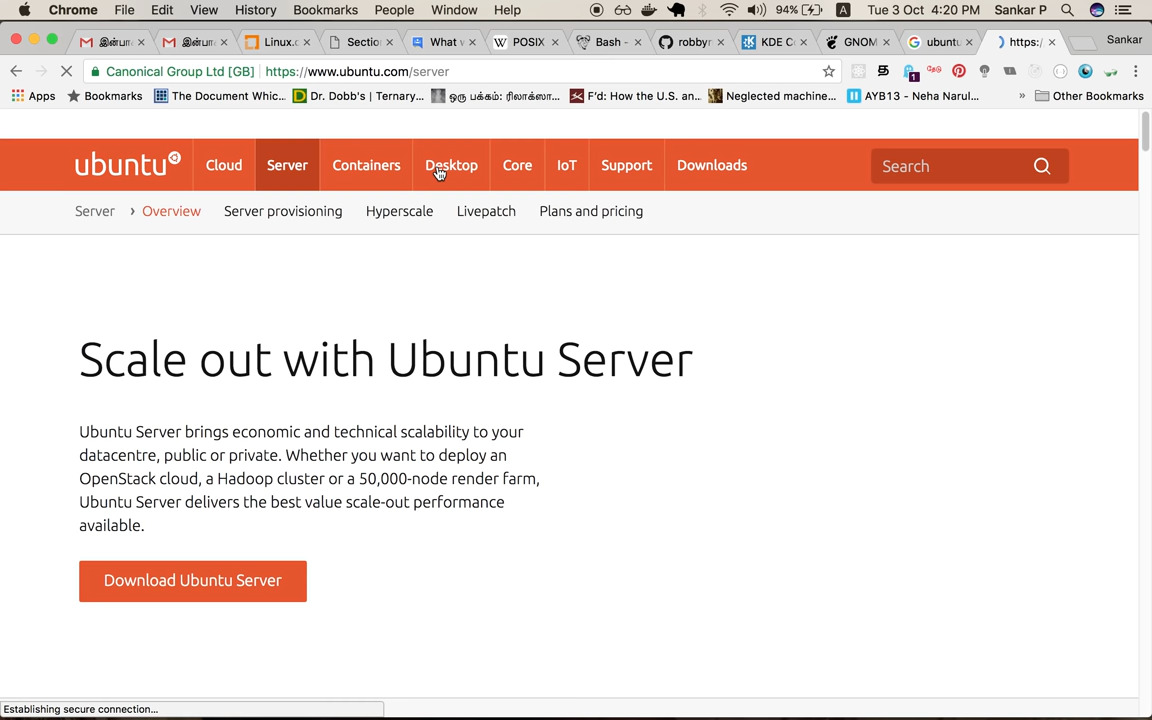 Chrome File Edit View History Bookmarks People Window Help 94% A Tue 3 Oct 4:20 PM Sankar P
Linux.c Sectio What v POSIX Bash - robbyr KDE C GNOM ubunt https:/ Sankar
Canonical Group Ltd [GB] https://www.ubuntu.com/server 1
Apps Bookmarks The Document Whic... Dr. Dobb's | Ternary... ஒரு பக்கம்: ரிலாக்ஸா... F'd: How the U.S. an... Neglected machine... AYB13 - Neha Narul... » Other Bookmarks
ubuntu Cloud Server Containers Desktop Core IoT Support Downloads Search
Server › Overview Server provisioning Hyperscale Livepatch Plans and pricing
Scale out with Ubuntu Server
Ubuntu Server brings economic and technical scalability to your
datacentre, public or private. Whether you want to deploy an
OpenStack cloud, a Hadoop cluster or a 50,000-node render farm,
Ubuntu Server delivers the best value scale-out performance
available.
Download Ubuntu Server
Establishing secure connection...